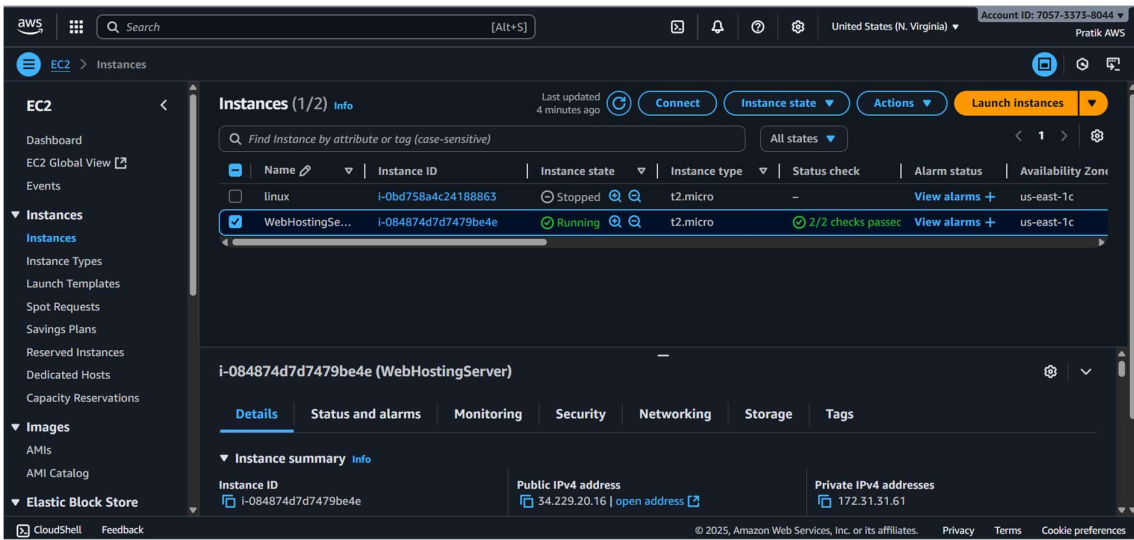 aws Search [Alt+S] United States (N. Virginia) ▼ Account ID: 7057-3373-8044 ▼
Pratik AWS
EC2 > Instances
EC2
Dashboard
EC2 Global View
Events
Instances
Instances
Instance Types
Launch Templates
Spot Requests
Savings Plans
Reserved Instances
Dedicated Hosts
Capacity Reservations
Images
AMIs
AMI Catalog
Elastic Block Store
Instances (1/2) Info
Last updated
4 minutes ago
Connect Instance state ▼ Actions ▼ Launch instances ▼
Find Instance by attribute or tag (case-sensitive) All states ▼
< 1 >
Name Instance ID Instance state Instance type Status check Alarm status Availability Zone
linux i-0bd758a4c24188863 Stopped t2.micro – View alarms + us-east-1c
WebHostingSe... i-084874d7d7479be4e Running t2.micro 2/2 checks passec View alarms + us-east-1c
i-084874d7d7479be4e (WebHostingServer)
Details Status and alarms Monitoring Security Networking Storage Tags
Instance summary Info
Instance ID Public IPv4 address Private IPv4 addresses
i-084874d7d7479be4e 34.229.20.16 | open address 172.31.31.61
CloudShell Feedback © 2025, Amazon Web Services, Inc. or its affiliates. Privacy Terms Cookie preferences